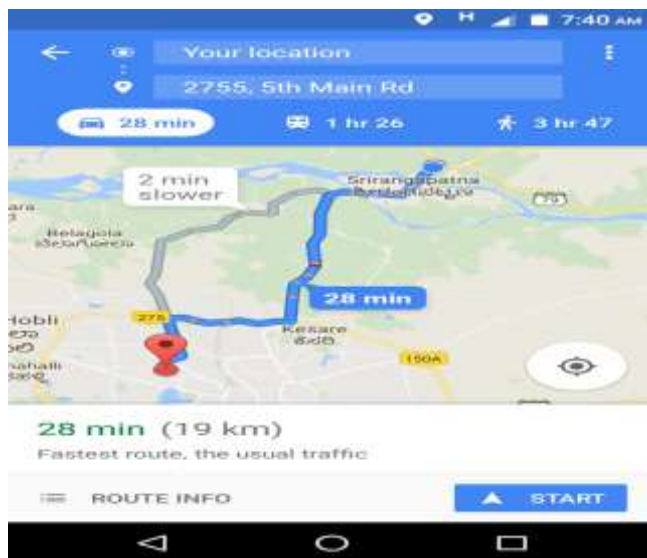 H 7:40 AM
Your location
2755, 5th Main Rd
28 min 1 hr 26 3 hr 47
2 min
slower
Srirangapatna
Belagola
28 min
275
Hobli
Kesare
ಕೆಸರೆ
150A
28 min (19 km)
Fastest route, the usual traffic
ROUTE INFO START